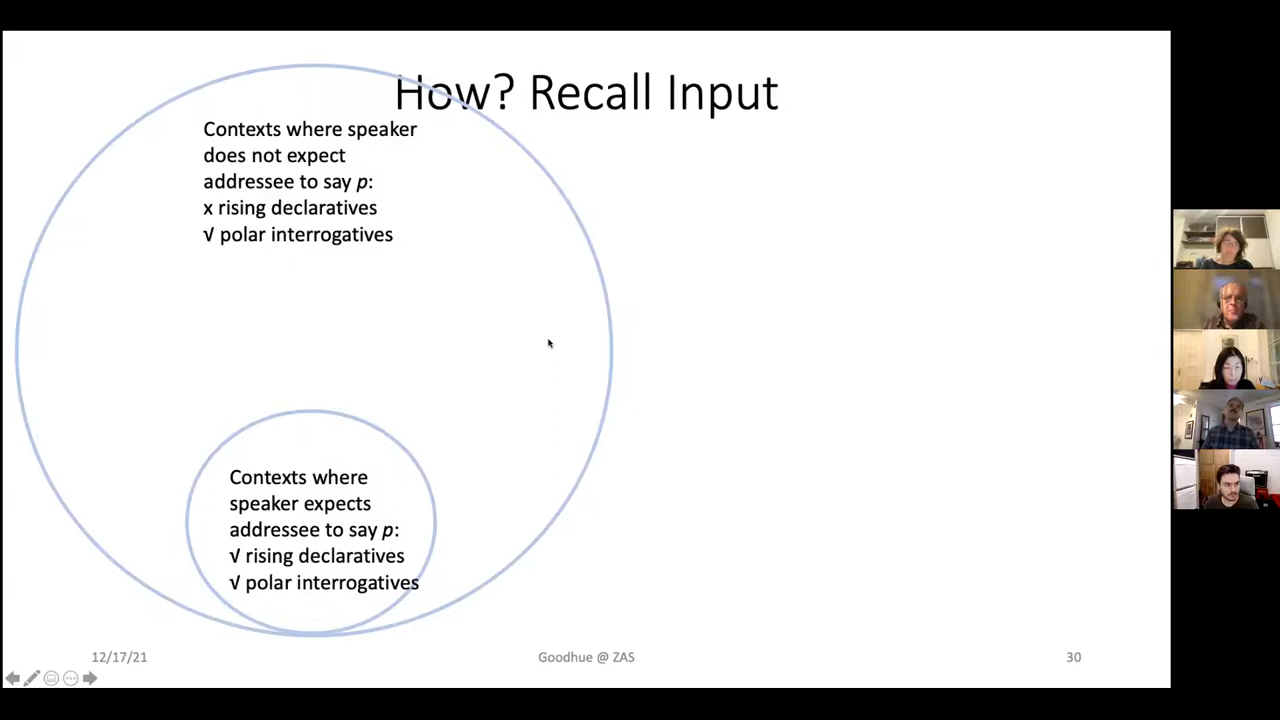 How? Recall Input
Contexts where speaker
does not expect
addressee to say p:
x rising declaratives
√ polar interrogatives
Contexts where
speaker expects
addressee to say p:
√ rising declaratives
√ polar interrogatives
12/17/21
Goodhue @ ZAS
30